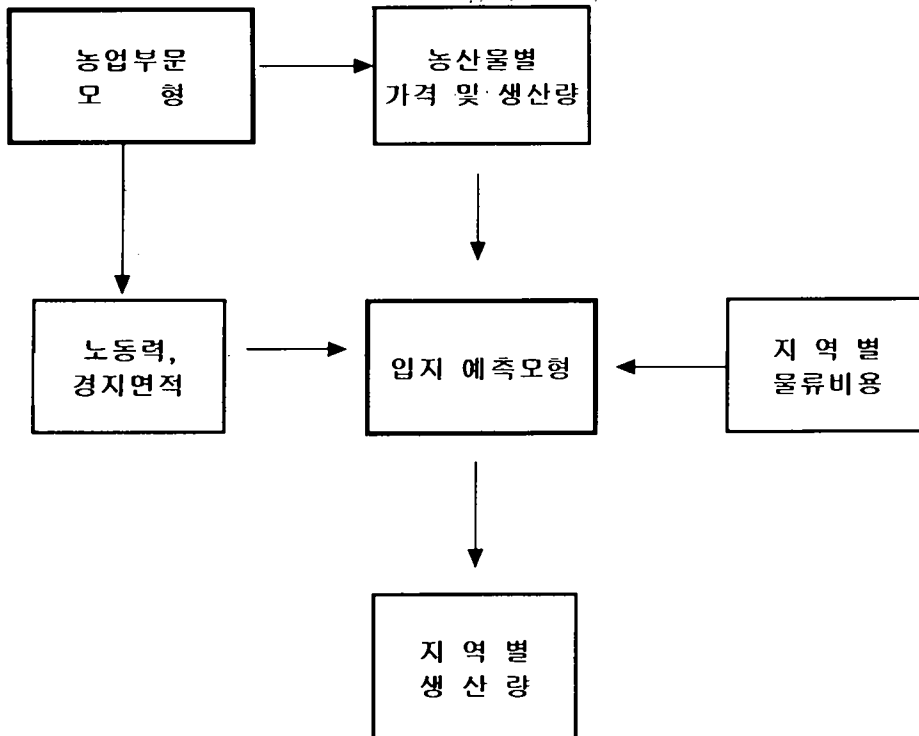 농업부문
모 형
농산물별
가격 및 생산량
노동력,
경지면적
입지 예측모형
지 역 별
물류비용
지 역 별
생 산 량